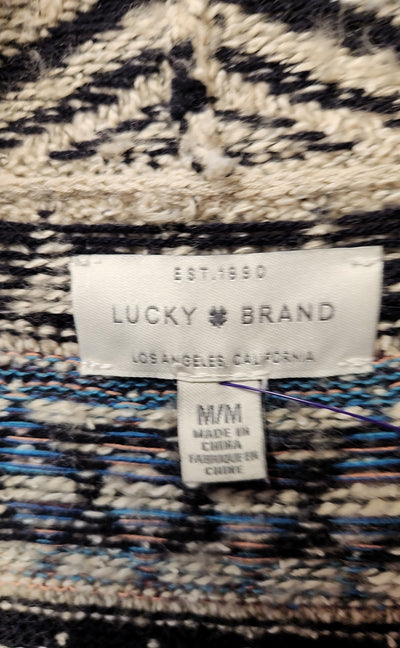 EST.1990
LUCKY BRAND
LOS ANGELES, CALIFORNIA
M/M
MADE IN
CHINA
FABRIQUE EN
CHINE